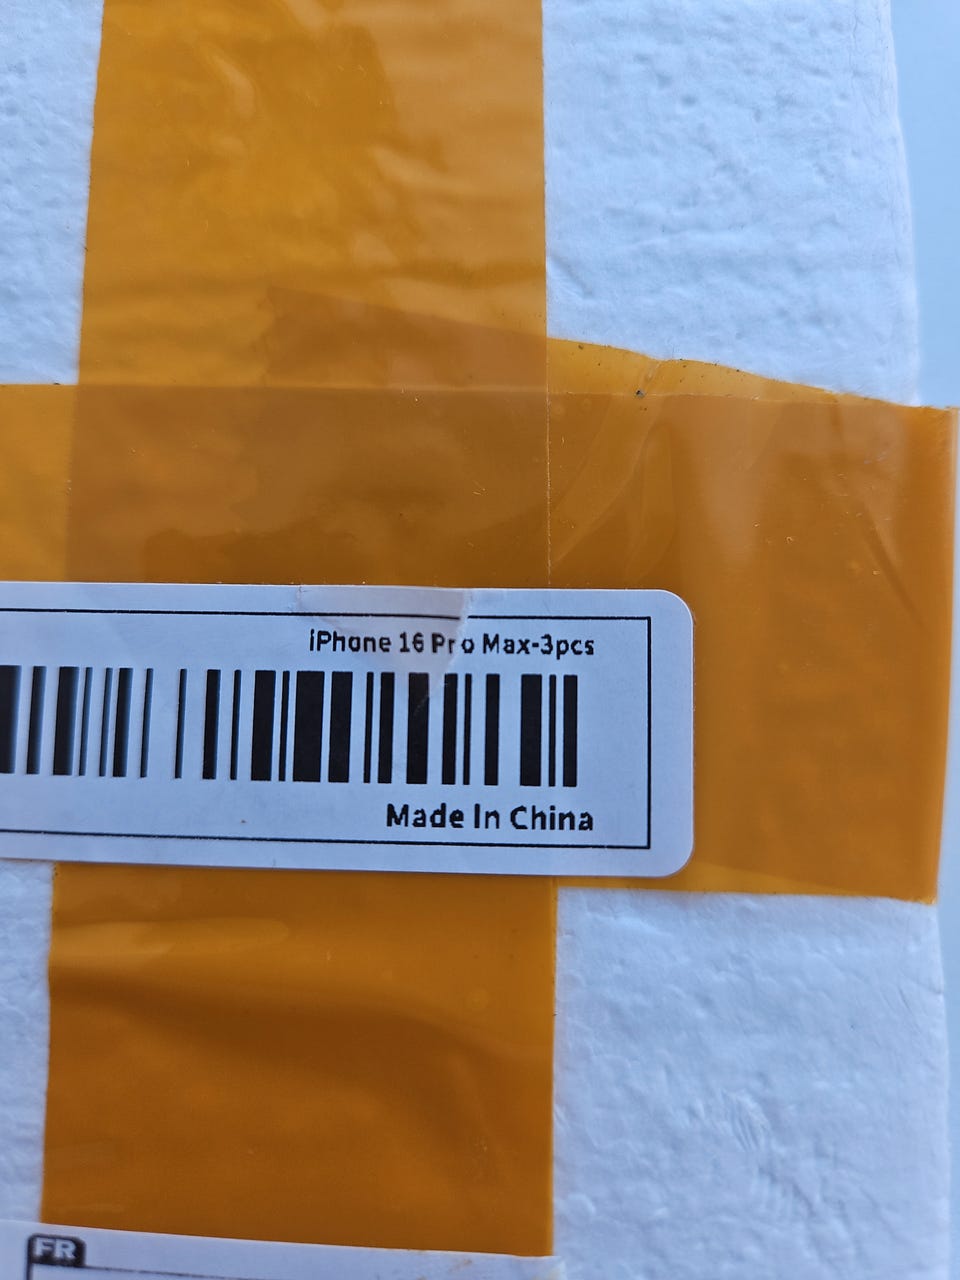 iPhone 16 Pro Max-3pcs
Made In China
FR